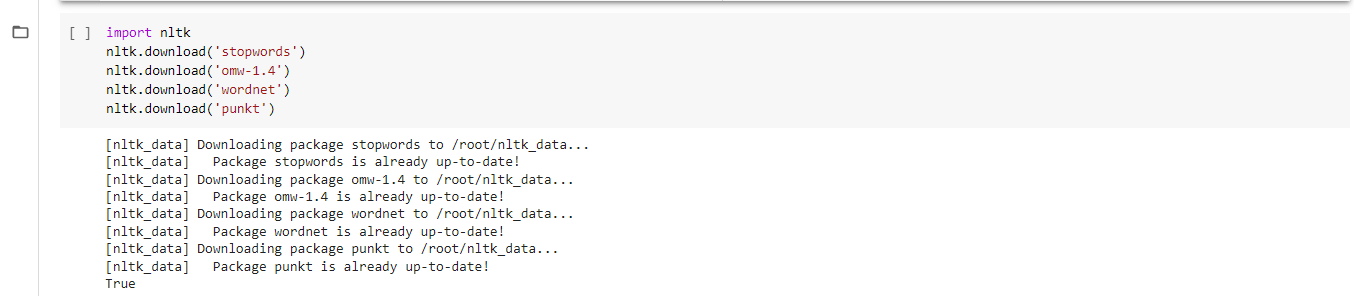 [ ] import nltk
nltk.download('stopwords')
nltk.download('omw-1.4')
nltk.download('wordnet')
nltk.download('punkt')
[nltk_data] Downloading package stopwords to /root/nltk_data...
[nltk_data]   Package stopwords is already up-to-date!
[nltk_data] Downloading package omw-1.4 to /root/nltk_data...
[nltk_data]   Package omw-1.4 is already up-to-date!
[nltk_data] Downloading package wordnet to /root/nltk_data...
[nltk_data]   Package wordnet is already up-to-date!
[nltk_data] Downloading package punkt to /root/nltk_data...
[nltk_data]   Package punkt is already up-to-date!
True